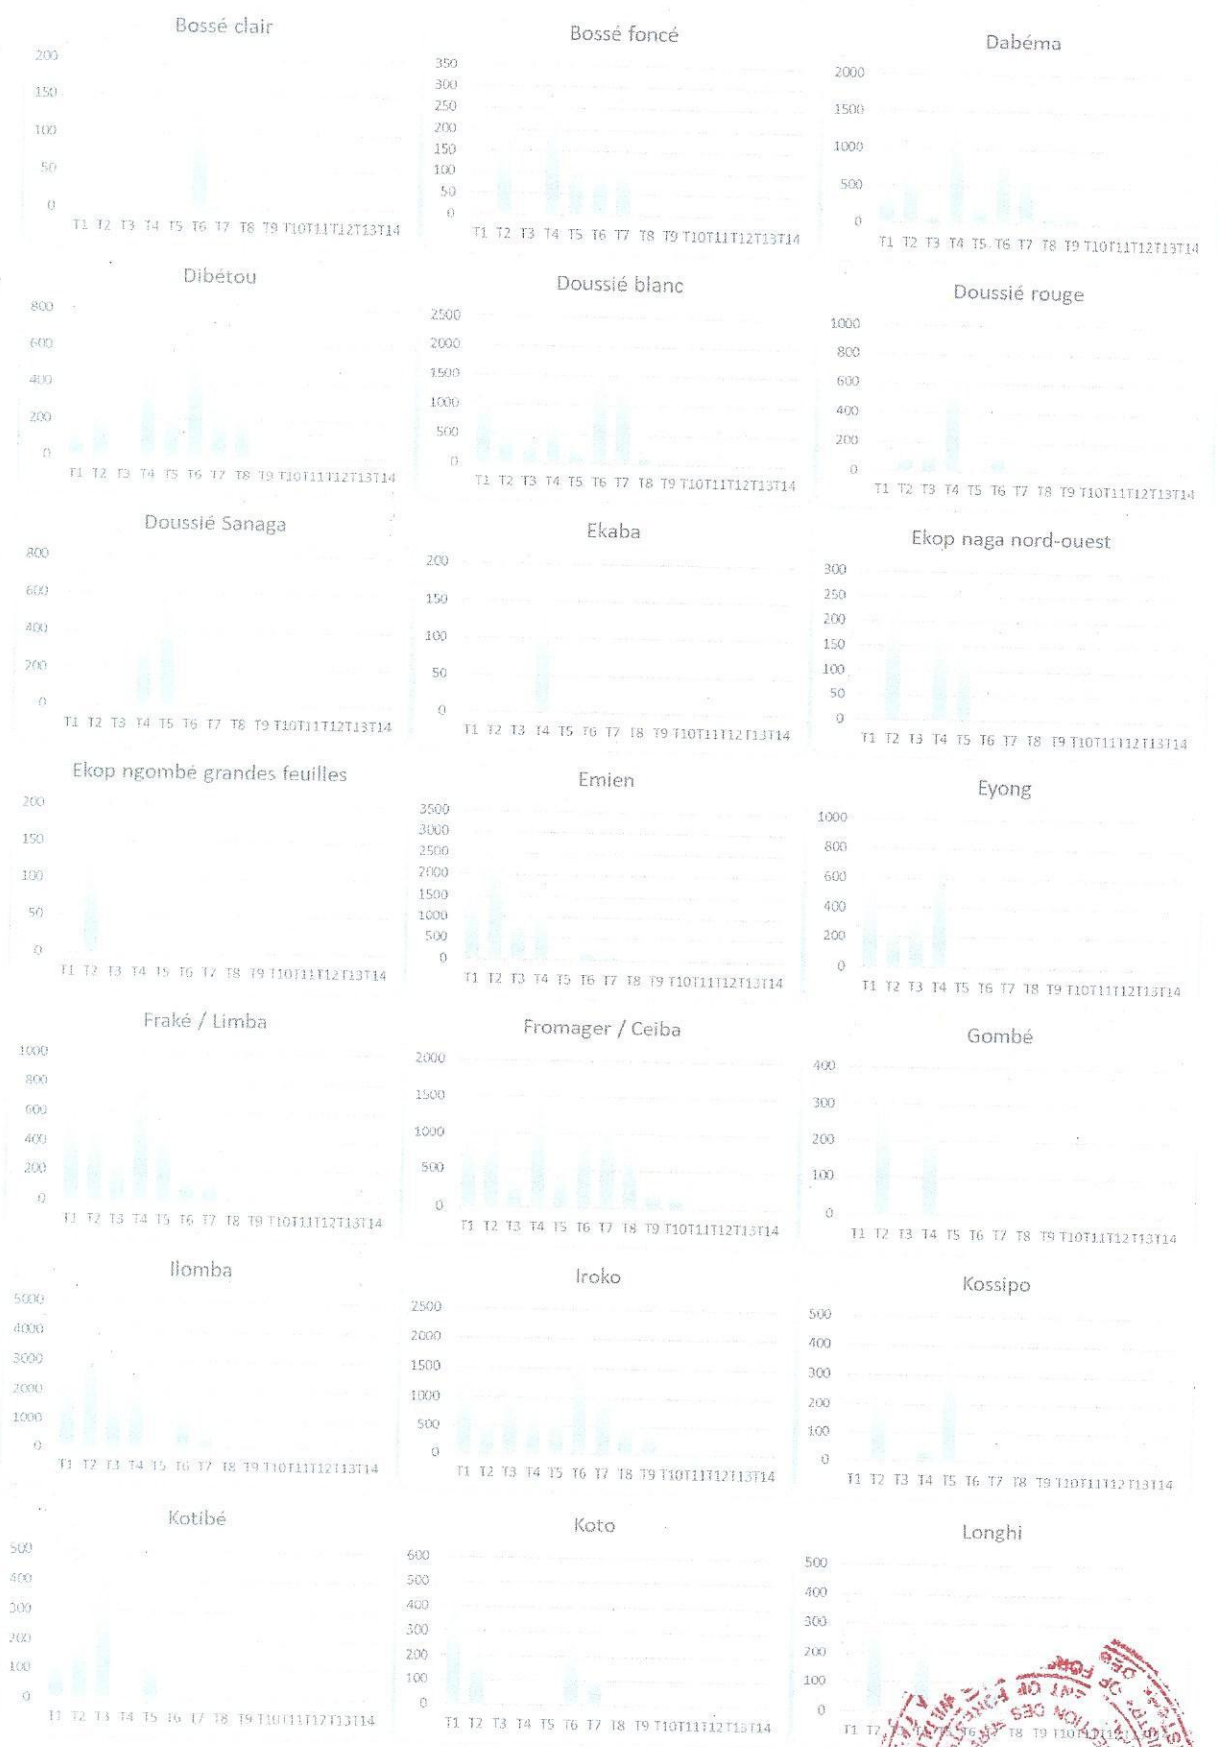 Bossé clair
200
150
100
50
0
T1 T2 T3 T4 T5 T6 T7 T8 T9 T10T11T12T13T14
Bossé foncé
350
300
250
200
150
100
50
0
T1 T2 T3 T4 T5 T6 T7 T8 T9 T10T11T12T13T14
Dabéma
2000
1500
1000
500
0
T1 T2 T3 T4 T5 T6 T7 T8 T9 T10T11T12T13T14
Dibétou
800
600
400
200
0
T1 T2 T3 T4 T5 T6 T7 T8 T9 T10T11T12T13T14
Doussié blanc
2500
2000
1500
1000
500
0
T1 T2 T3 T4 T5 T6 T7 T8 T9 T10T11T12T13T14
Doussié rouge
1000
800
600
400
200
0
T1 T2 T3 T4 T5 T6 T7 T8 T9 T10T11T12T13T14
Doussié Sanaga
800
600
400
200
0
T1 T2 T3 T4 T5 T6 T7 T8 T9 T10T11T12T13T14
Ekaba
200
150
100
50
0
T1 T2 T3 T4 T5 T6 T7 T8 T9 T10T11T12T13T14
Ekop naga nord-ouest
300
250
200
150
100
50
0
T1 T2 T3 T4 T5 T6 T7 T8 T9 T10T11T12T13T14
Ekop ngombé grandes feuilles
200
150
100
50
0
T1 T2 T3 T4 T5 T6 T7 T8 T9 T10T11T12T13T14
Emien
3500
3000
2500
2000
1500
1000
500
0
T1 T2 T3 T4 T5 T6 T7 T8 T9 T10T11T12T13T14
Eyong
1000
800
600
400
200
0
T1 T2 T3 T4 T5 T6 T7 T8 T9 T10T11T12T13T14
Fraké / Limba
1000
800
600
400
200
0
T1 T2 T3 T4 T5 T6 T7 T8 T9 T10T11T12T13T14
Fromager / Ceiba
2000
1500
1000
500
0
T1 T2 T3 T4 T5 T6 T7 T8 T9 T10T11T12T13T14
Gombé
400
300
200
100
0
T1 T2 T3 T4 T5 T6 T7 T8 T9 T10T11T12T13T14
Ilomba
5000
4000
3000
2000
1000
0
T1 T2 T3 T4 T5 T6 T7 T8 T9 T10T11T12T13T14
Iroko
2500
2000
1500
1000
500
0
T1 T2 T3 T4 T5 T6 T7 T8 T9 T10T11T12T13T14
Kossipo
500
400
300
200
100
0
T1 T2 T3 T4 T5 T6 T7 T8 T9 T10T11T12T13T14
Kotibé
500
400
300
200
100
0
T1 T2 T3 T4 T5 T6 T7 T8 T9 T10T11T12T13T14
Koto
600
500
400
300
200
100
0
T1 T2 T3 T4 T5 T6 T7 T8 T9 T10T11T12T13T14
Longhi
500
400
300
200
100
0
T1 T2 T6 T7 T8 T9 T10T11T12